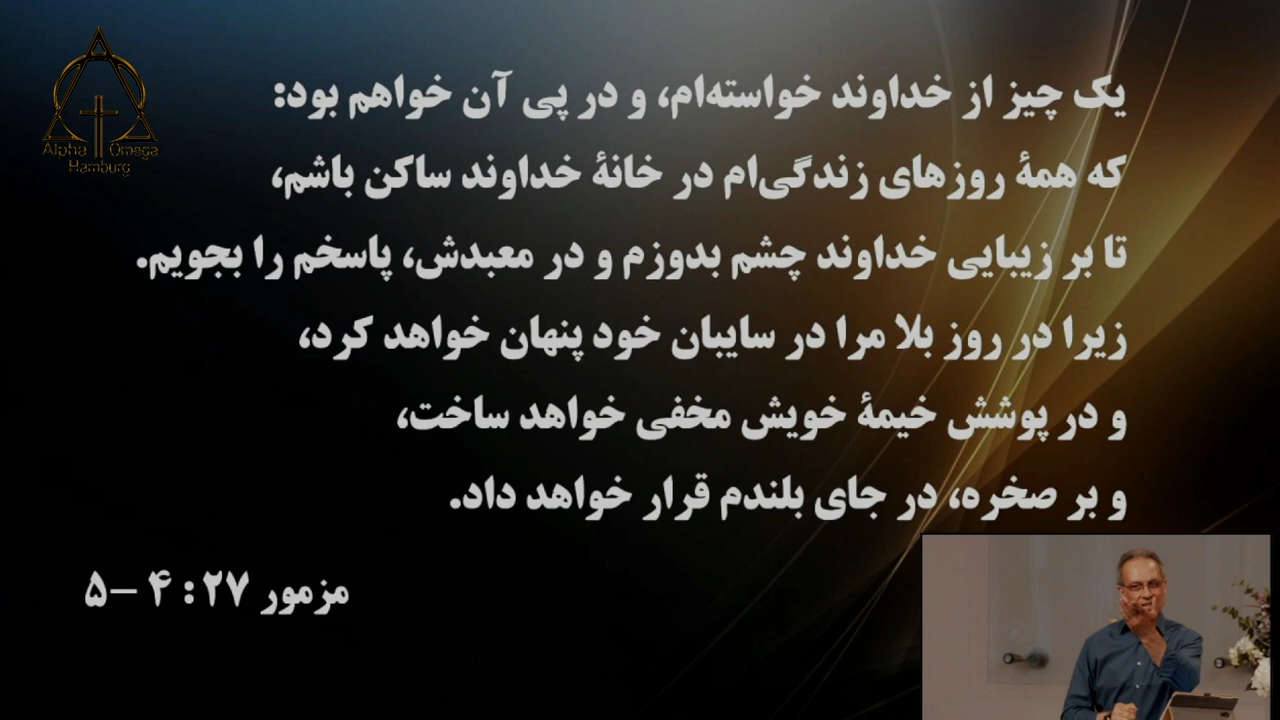 یک چیز از خداوند خواسته‌ام، و در پی آن خواهم بود:
که همهٔ روزهای زندگی‌ام در خانهٔ خداوند ساکن باشم،
تا بر زیبایی خداوند چشم بدوزم و در معبدش، پاسخم را بجویم.
زیرا در روز بلا مرا در سایبان خود پنهان خواهد کرد،
و در پوشش خیمهٔ خویش مخفی خواهد ساخت،
و بر صخره، در جای بلندم قرار خواهد داد.
مزمور ۲۷: ۴ – ۵
Alpha Omega
Hamburg